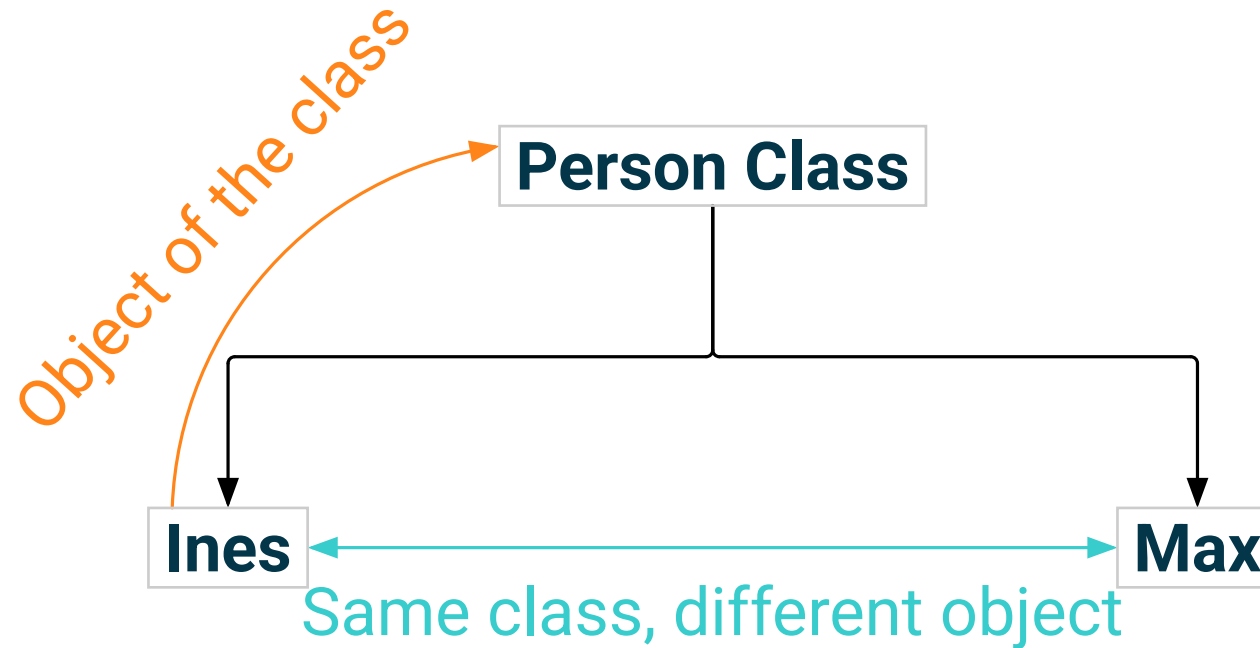 Object of the class
Person Class
Ines
Max
Same class, different object